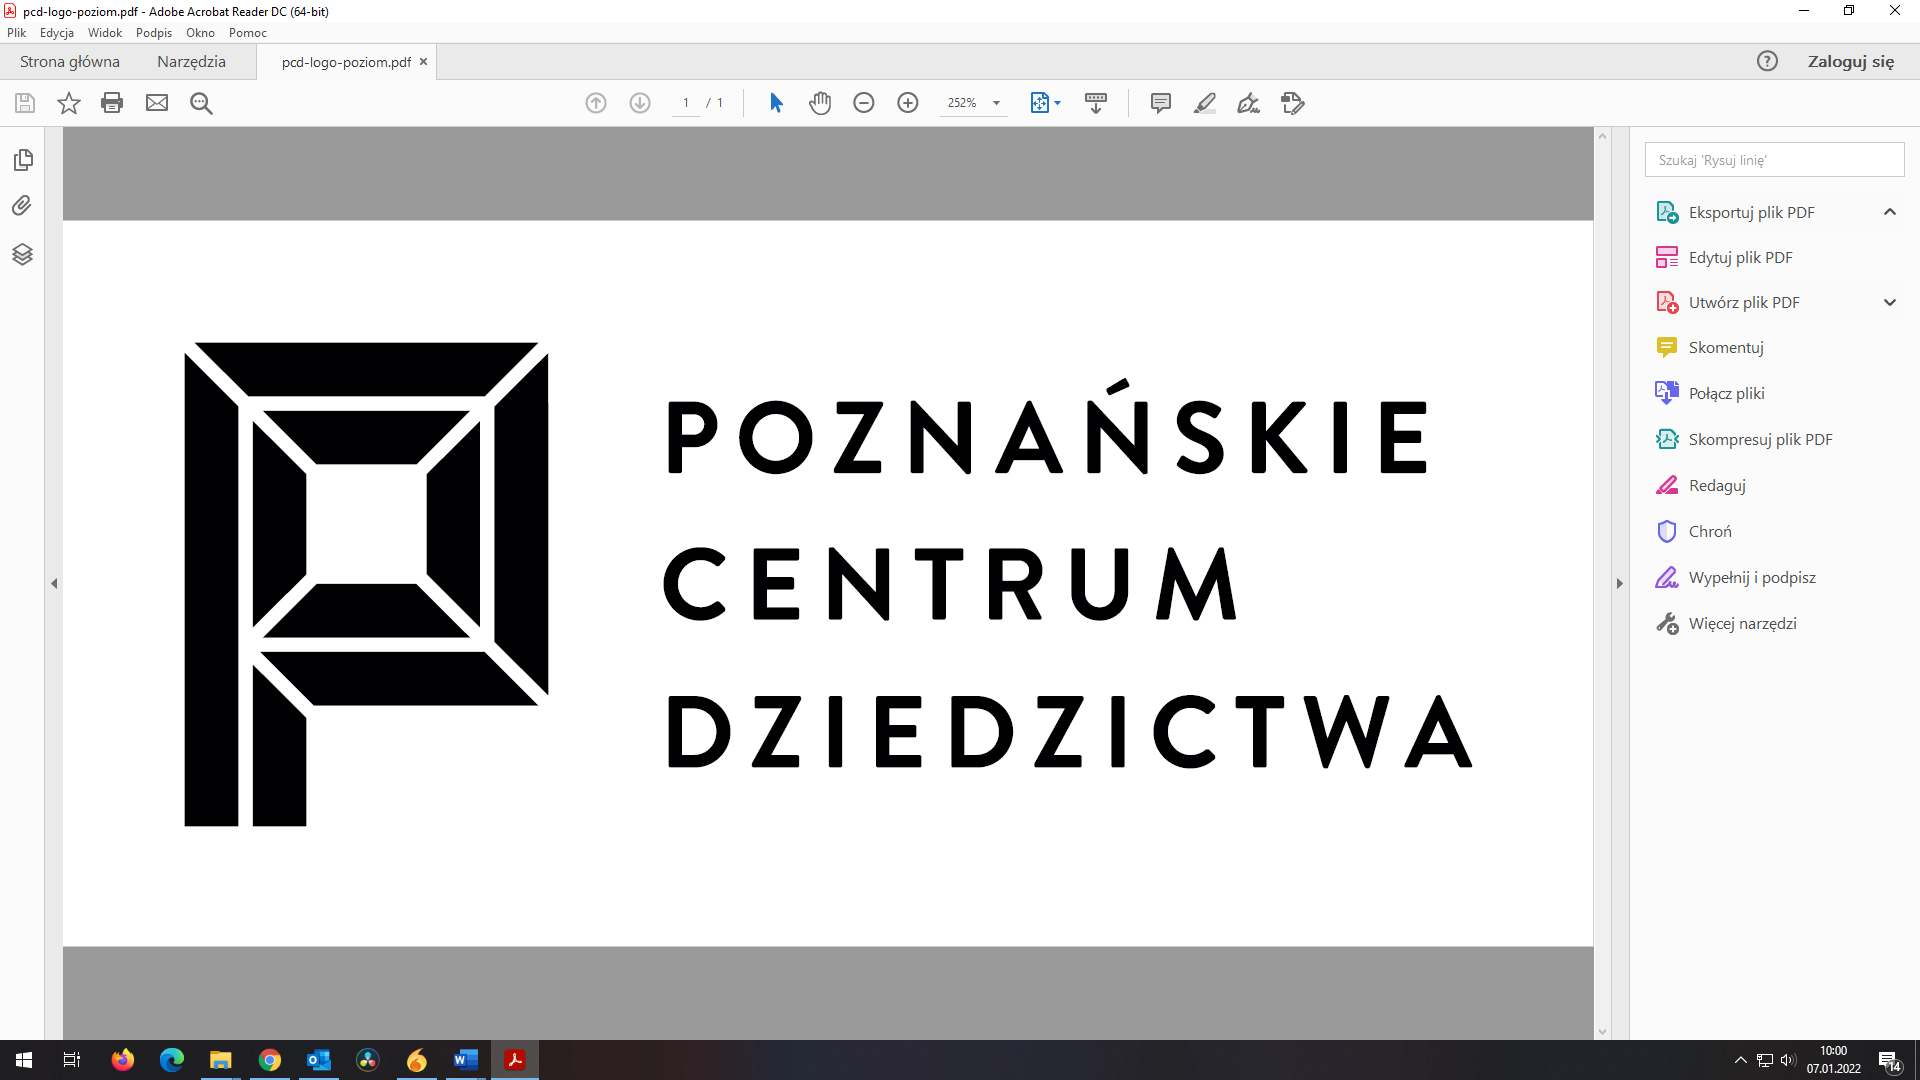 pcd-logo-poziom.pdf - Adobe Acrobat Reader DC (64-bit)
Plik Edycja Widok Podpis Okno Pomoc
Strona główna Narzędzia pcd-logo-poziom.pdf Zaloguj się
1 / 1 252%
Szukaj 'Rysuj linię'
Eksportuj plik PDF
Edytuj plik PDF
Utwórz plik PDF
Skomentuj
Połącz pliki
Skompresuj plik PDF
Redaguj
Chroń
Wypełnij i podpisz
Więcej narzędzi
POZNAŃSKIE
CENTRUM
DZIEDZICTWA
10:00
07.01.2022
14